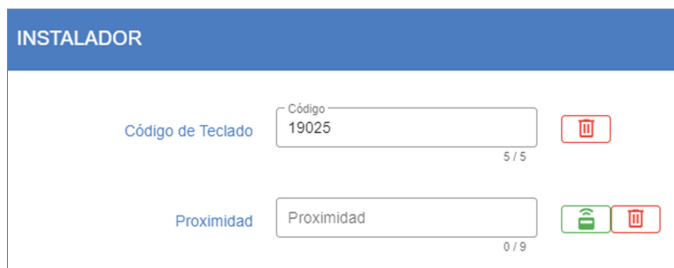 INSTALADOR
Código
Código de Teclado 19025
5 / 5
Proximidad Proximidad
0 / 9